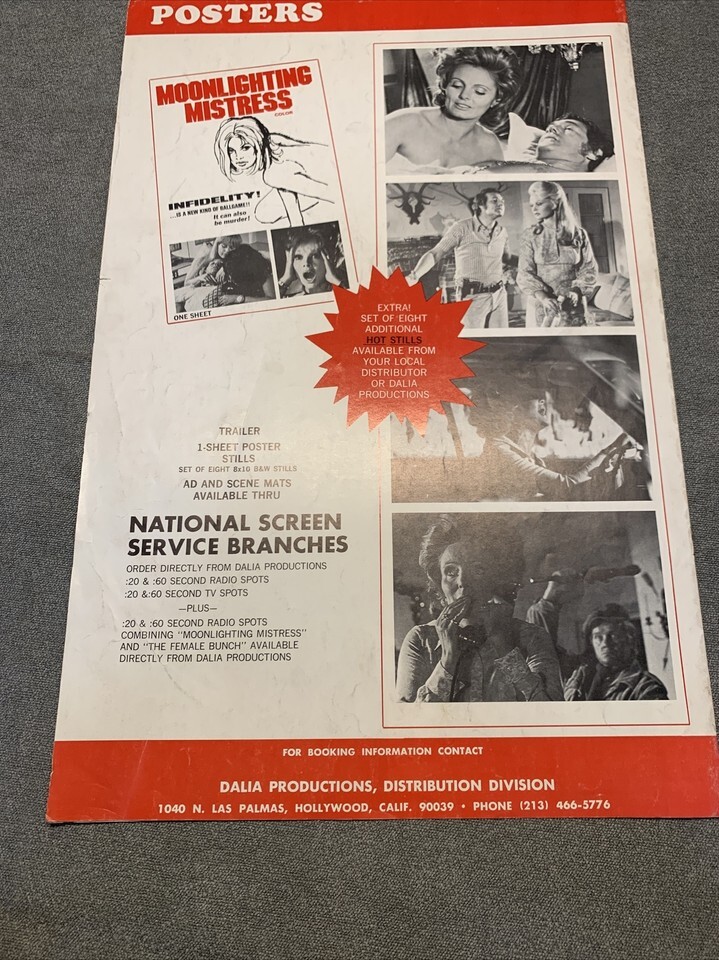 POSTERS
MOONLIGHTING
MISTRESS
COLOR
INFIDELITY!
...IS A NEW KIND OF BALLGAME!!
It can also
be murder!
ONE SHEET
EXTRA!
SET OF EIGHT
ADDITIONAL
HOT STILLS
AVAILABLE FROM
YOUR LOCAL
DISTRIBUTOR
OR DALIA
PRODUCTIONS
TRAILER
1-SHEET POSTER
STILLS
SET OF EIGHT 8x10 B&W STILLS
AD AND SCENE MATS
AVAILABLE THRU
NATIONAL SCREEN
SERVICE BRANCHES
ORDER DIRECTLY FROM DALIA PRODUCTIONS
:20 & :60 SECOND RADIO SPOTS
:20 &:60 SECOND TV SPOTS
—PLUS—
:20 & :60 SECOND RADIO SPOTS
COMBINING "MOONLIGHTING MISTRESS"
AND "THE FEMALE BUNCH" AVAILABLE
DIRECTLY FROM DALIA PRODUCTIONS
FOR BOOKING INFORMATION CONTACT
DALIA PRODUCTIONS, DISTRIBUTION DIVISION
1040 N. LAS PALMAS, HOLLYWOOD, CALIF. 90039 • PHONE (213) 466-5776